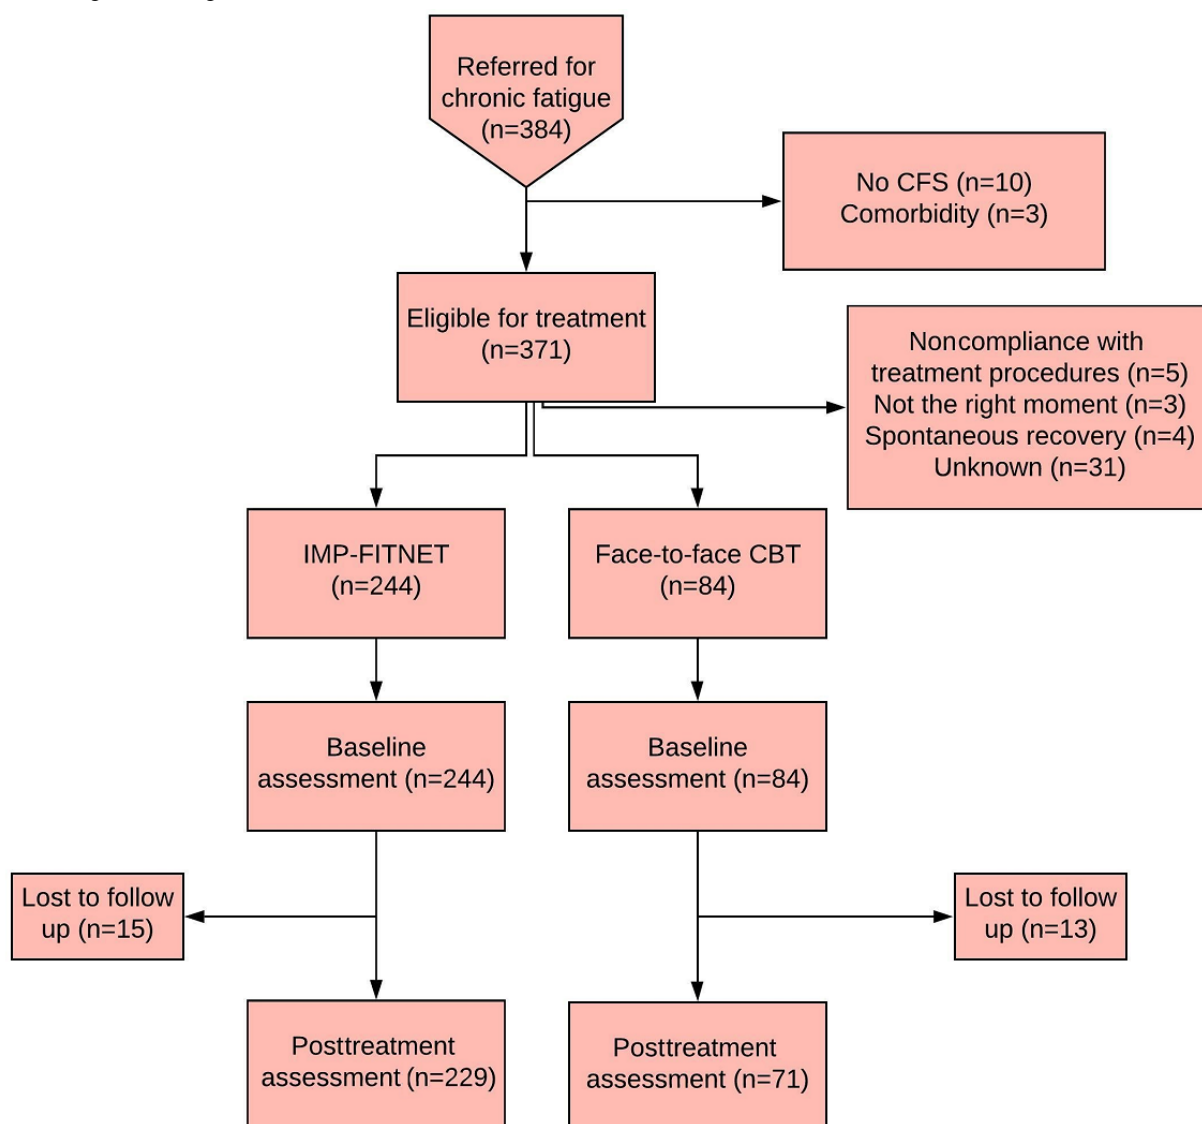 Referred for
chronic fatigue
(n=384)
No CFS (n=10)
Comorbidity (n=3)
Eligible for treatment
(n=371)
Noncompliance with
treatment procedures (n=5)
Not the right moment (n=3)
Spontaneous recovery (n=4)
Unknown (n=31)
IMP-FITNET
(n=244)
Face-to-face CBT
(n=84)
Baseline
assessment (n=244)
Baseline
assessment (n=84)
Lost to follow
up (n=15)
Lost to follow
up (n=13)
Posttreatment
assessment (n=229)
Posttreatment
assessment (n=71)